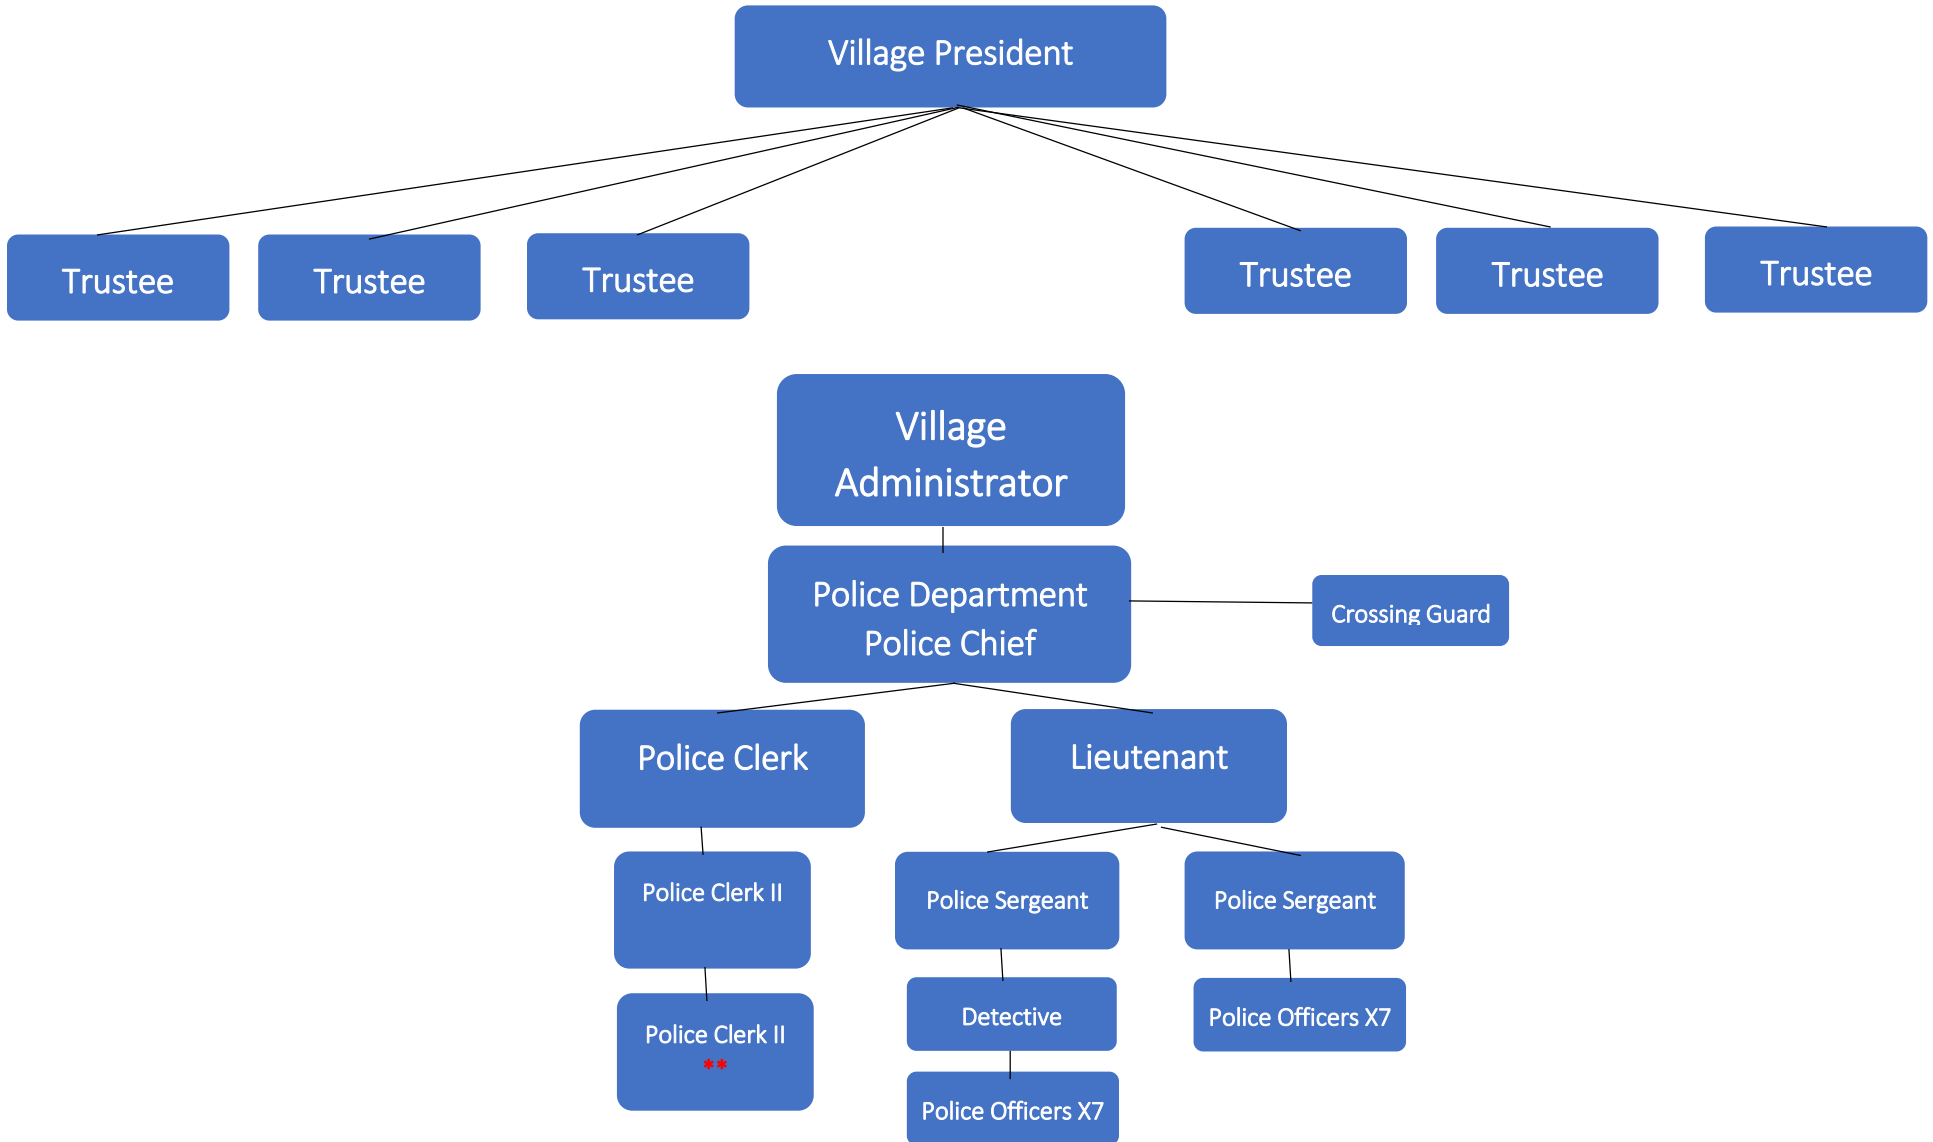 Village President
Trustee
Trustee
Trustee
Trustee
Trustee
Trustee
Village
Administrator
Police Department
Police Chief
Crossing Guard
Police Clerk
Lieutenant
Police Clerk II
Police Sergeant
Police Sergeant
Detective
Police Officers X7
Police Clerk II
**
Police Officers X7